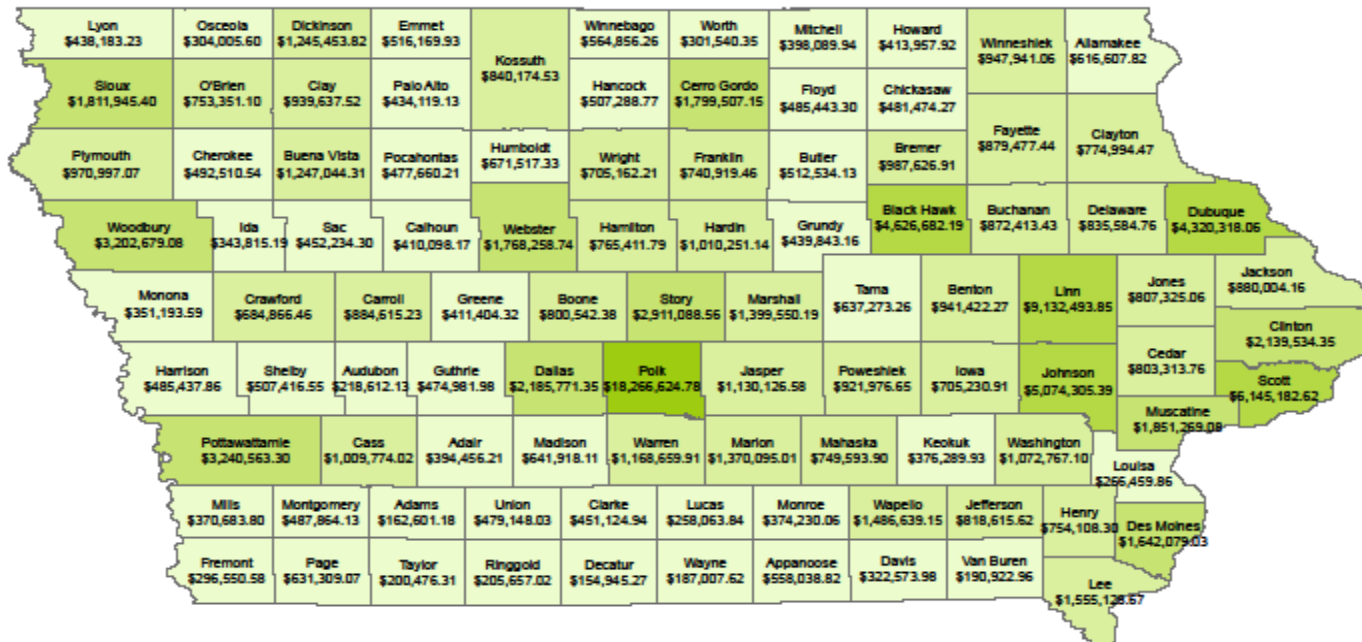 Lyon
$438,183.23
Osceola
$304,005.60
Dickinson
$1,245,453.82
Emmet
$516,169.93
Kossuth
$840,174.53
Winnebago
$564,856.26
Worth
$301,540.35
Mitchell
$398,089.94
Howard
$413,957.92
Winneshiek
$947,941.06
Allamakee
$616,607.82
Sioux
$1,811,945.40
O'Brien
$753,351.10
Clay
$939,637.52
Palo Alto
$434,119.13
Hancock
$507,288.77
Cerro Gordo
$1,799,507.15
Floyd
$485,443.30
Chickasaw
$481,474.27
Fayette
$879,477.44
Clayton
$774,994.47
Plymouth
$970,997.07
Cherokee
$492,510.54
Buena Vista
$1,247,044.31
Pocahontas
$477,660.21
Humboldt
$671,517.33
Wright
$705,162.21
Franklin
$740,919.46
Butler
$512,534.13
Bremer
$987,626.91
Woodbury
$3,202,679.08
Ida
$343,815.19
Sac
$452,234.30
Calhoun
$410,098.17
Webster
$1,768,258.74
Hamilton
$765,411.79
Hardin
$1,010,251.14
Grundy
$439,843.16
Black Hawk
$4,626,682.19
Buchanan
$872,413.43
Delaware
$835,584.76
Dubuque
$4,320,318.06
Monona
$351,193.59
Crawford
$684,866.46
Carroll
$884,615.23
Greene
$411,404.32
Boone
$800,542.38
Story
$2,911,088.56
Marshall
$1,399,550.19
Tama
$637,273.26
Benton
$941,422.27
Linn
$9,132,493.85
Jones
$807,325.06
Jackson
$880,004.16
Clinton
$2,139,534.35
Harrison
$485,437.86
Shelby
$507,416.55
Audubon
$218,612.13
Guthrie
$474,981.98
Dallas
$2,185,771.35
Polk
$18,266,624.78
Jasper
$1,130,126.58
Poweshiek
$921,976.65
Iowa
$705,230.91
Johnson
$5,074,305.39
Cedar
$803,313.76
Scott
$6,145,182.62
Muscatine
$1,851,269.08
Pottawattamie
$3,240,563.30
Cass
$1,009,774.02
Adair
$394,456.21
Madison
$641,918.11
Warren
$1,168,659.91
Marion
$1,370,095.01
Mahaska
$749,593.90
Keokuk
$376,289.93
Washington
$1,072,767.10
Louisa
$266,459.86
Mills
$370,683.80
Montgomery
$487,864.13
Adams
$162,601.18
Union
$479,148.03
Clarke
$451,124.94
Lucas
$258,063.84
Monroe
$374,230.06
Wapello
$1,486,639.15
Jefferson
$818,615.62
Henry
$754,108.30
Des Moines
$1,642,079.03
Fremont
$296,550.58
Page
$631,309.07
Taylor
$200,476.31
Ringgold
$205,657.02
Decatur
$154,945.27
Wayne
$187,007.62
Appanoose
$558,038.82
Davis
$322,573.98
Van Buren
$190,922.96
Lee